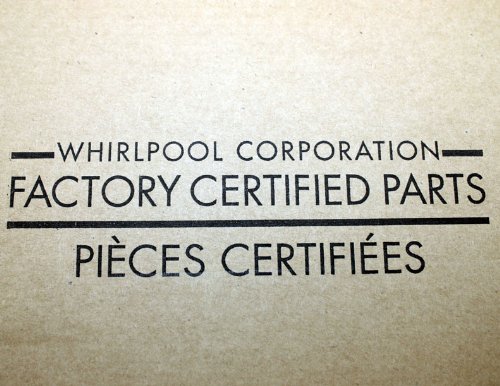 WHIRLPOOL CORPORATION
FACTORY CERTIFIED PARTS
PIÈCES CERTIFIÉES